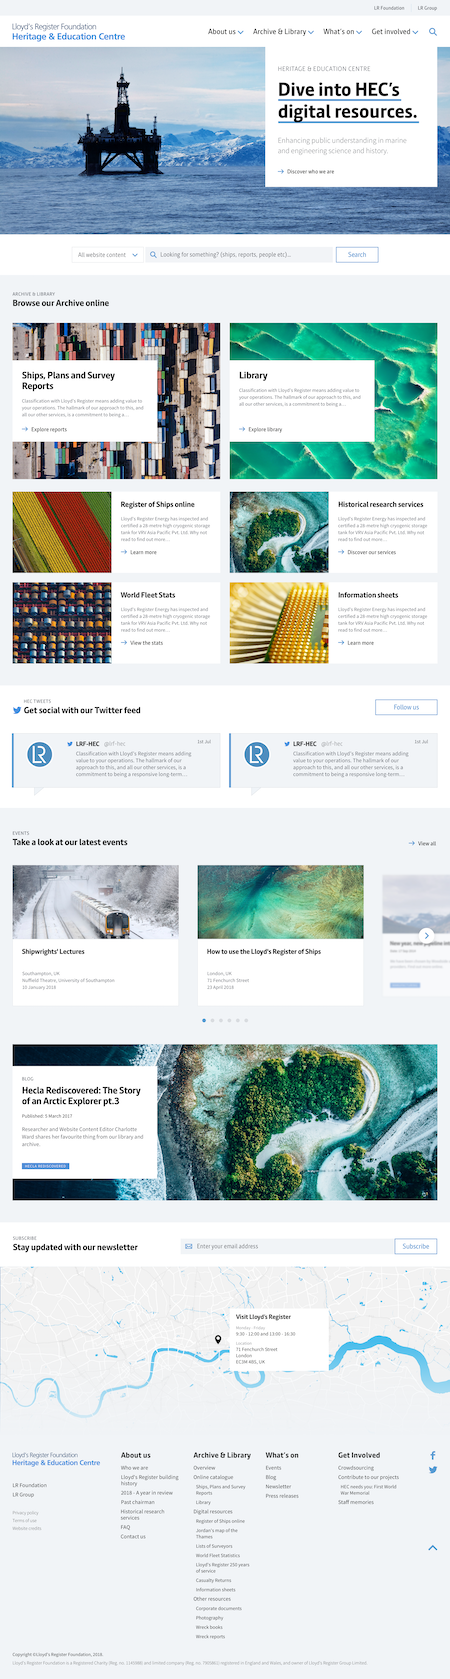 LR Foundation
LR Group
Lloyd's Register Foundation
Heritage & Education Centre
About us
Archive & Library
What's on
Get involved
HERITAGE & EDUCATION CENTRE
Dive into HEC's
digital resources.
Enhancing public understanding in marine
and engineering science and history.
Discover who we are
All website content
Looking for something? (ships, reports, people etc)...
Search
ARCHIVE & LIBRARY
Browse our Archive online
Ships, Plans and Survey
Reports
Classification with Lloyd's Register means adding value to
your operations. The hallmark of our approach to this, and
all our other services, is a commitment to being a...
Explore reports
Library
Classification with Lloyd's Register means adding value to
your operations. The hallmark of our approach to this, and
all our other services, is a commitment to being a...
Explore library
Register of Ships online
Lloyd's Register Energy has inspected and
certified a 28-metre high cryogenic storage
tank for VRV Asia Pacific Pvt. Ltd. Why not
read to find out more...
Learn more
Historical research services
Lloyd's Register Energy has inspected and
certified a 28-metre high cryogenic storage
tank for VRV Asia Pacific Pvt. Ltd. Why not
read to find out more...
Discover our services
World Fleet Stats
Lloyd's Register Energy has inspected and
certified a 28-metre high cryogenic storage
tank for VRV Asia Pacific Pvt. Ltd. Why not
read to find out more...
View the stats
Information sheets
Lloyd's Register Energy has inspected and
certified a 28-metre high cryogenic storage
tank for VRV Asia Pacific Pvt. Ltd. Why not
read to find out more...
Learn more
HEC TWEETS
Get social with our Twitter feed
Follow us
LR
LRF-HEC @lrf-hec
1st Jul
Classification with Lloyd's Register means adding
value to your operations. The hallmark of our
approach to this, and all our other services, is a
commitment to being a responsive long-term...
LR
LRF-HEC @lrf-hec
1st Jul
Classification with Lloyd's Register means adding
value to your operations. The hallmark of our
approach to this, and all our other services, is a
commitment to being a responsive long-term...
EVENTS
Take a look at our latest events
View all
Shipwrights' Lectures
Southampton, UK
Nuffield Theatre, University of Southampton
10 January 2018
How to use the Lloyd's Register of Ships
London, UK
71 Fenchurch Street
23 April 2018
BLOG
Hecla Rediscovered: The Story
of an Arctic Explorer pt.3
Published: 5 March 2017
Researcher and Website Content Editor Charlotte
Ward shares her favourite thing from our library and
archive.
HECLA REDISCOVERED
SUBSCRIBE
Stay updated with our newsletter
Enter your email address
Subscribe
Visit Lloyd's Register
Monday - Friday
9:30 - 12:00 and 13:00 - 16:30
Location
71 Fenchurch Street
London
EC3M 4BS, UK
Lloyd's Register Foundation
Heritage & Education Centre
LR Foundation
LR Group
Privacy policy
Terms of use
Website credits
About us
Who we are
Lloyd's Register building
history
2018 - A year in review
Past chairman
Historical research
services
FAQ
Contact us
Archive & Library
Overview
Online catalogue
Ships, Plans and Survey
Reports
Library
Digital resources
Register of Ships online
Jordan's map of the
Thames
Lists of Surveyors
World Fleet Statistics
Lloyd's Register 250 years
of service
Casualty Returns
Information sheets
Other resources
Corporate documents
Photography
Wreck books
Wreck reports
What's on
Events
Blog
Newsletter
Press releases
Get Involved
Crowdsourcing
Contribute to our projects
HEC needs you: First World
War Memorial
Staff memories
Copyright ©Lloyd's Register Foundation, 2018.
Lloyd's Register Foundation is a Registered Charity (Reg. no. 1145988) and limited company (Reg. no. 7905861) registered in England and Wales, and owner of Lloyd's Register Group Limited.